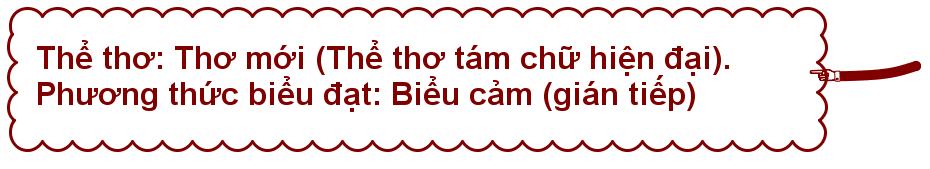 Thể thơ: Thơ mới (Thể thơ tám chữ hiện đại).
Phương thức biểu đạt: Biểu cảm (gián tiếp)